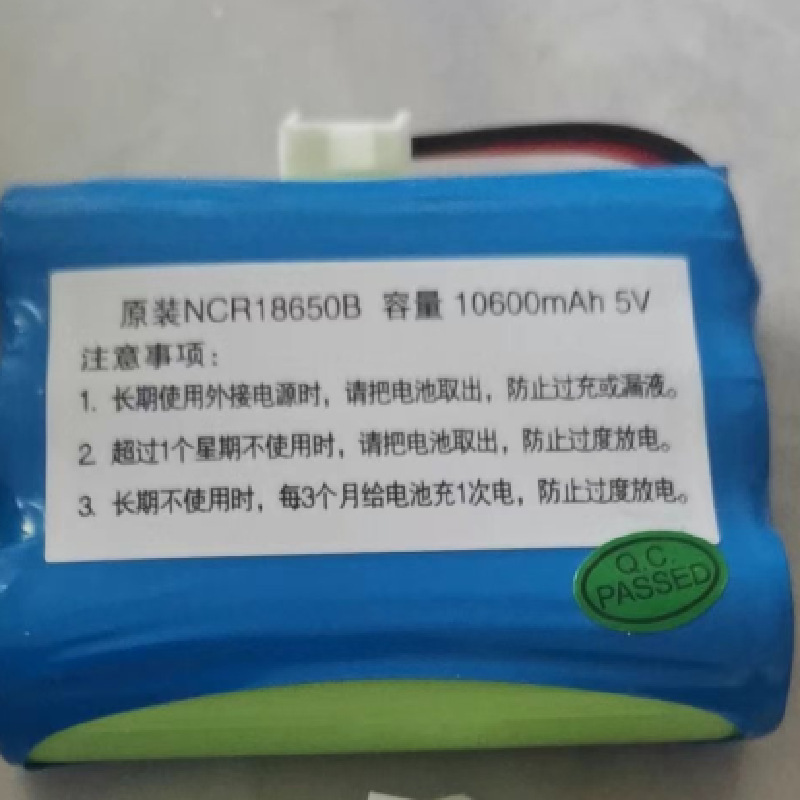 原装NCR18650B 容量 10600mAh 5V
注意事项：
1. 长期使用外接电源时，请把电池取出，防止过充或漏液。
2. 超过1个星期不使用时，请把电池取出，防止过度放电。
3. 长期不使用时，每3个月给电池充1次电，防止过度放电。
Q.C.
PASSED